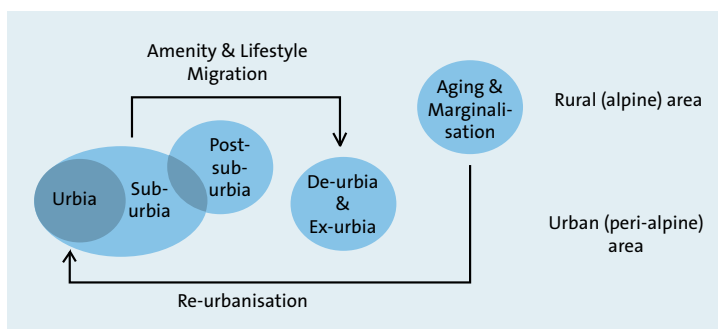 Amenity & Lifestyle
Migration
Aging &
Marginali-
sation
Rural (alpine) area
Post-
sub-
urbia
Urbia
Sub-
urbia
De-urbia
&
Ex-urbia
Urban (peri-alpine)
area
Re-urbanisation